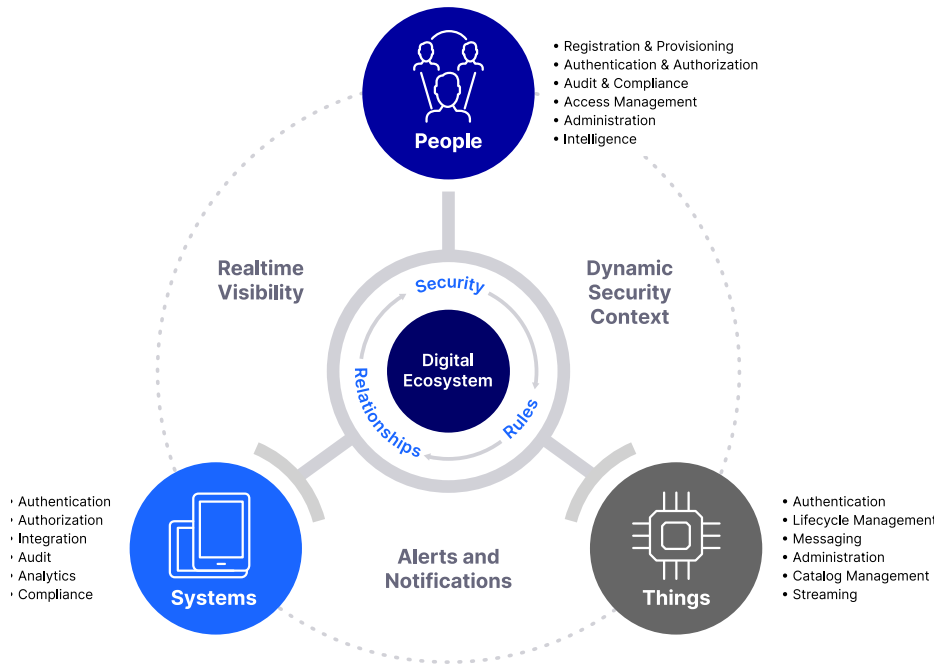 People
• Registration & Provisioning
• Authentication & Authorization
• Audit & Compliance
• Access Management
• Administration
• Intelligence
Realtime
Visibility
Dynamic
Security
Context
Security
Rules
Relationships
Digital
Ecosystem
Alerts and
Notifications
• Authentication
• Authorization
• Integration
• Audit
• Analytics
• Compliance
Systems
Things
• Authentication
• Lifecycle Management
• Messaging
• Administration
• Catalog Management
• Streaming